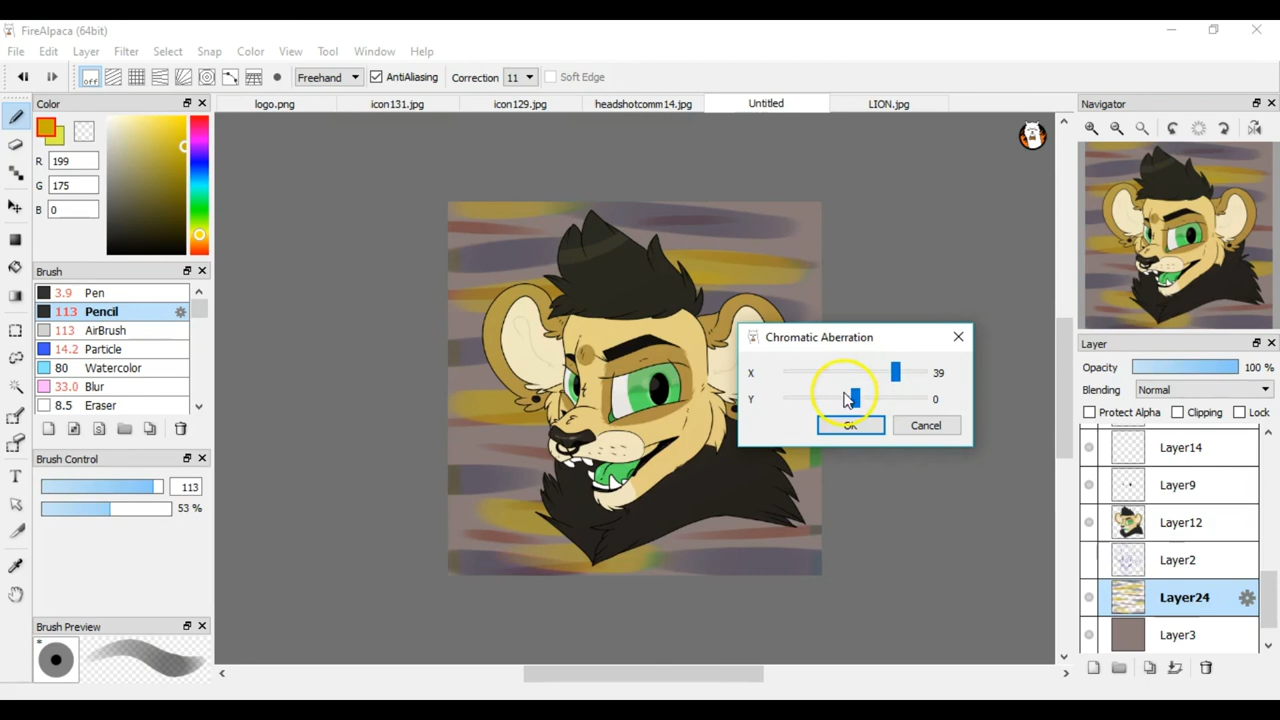 FireAlpaca (64bit)
File Edit Layer Filter Select Snap Color View Tool Window Help
off Freehand AntiAliasing Correction 11 Soft Edge
Color logo.png icon131.jpg icon129.jpg headshotcomm14.jpg Untitled LION.jpg Navigator
R 199
G 175
B 0
Brush
3.9 Pen
113 Pencil
113 AirBrush
14.2 Particle
80 Watercolor
33.0 Blur
8.5 Eraser
Brush Control
113
53 %
Brush Preview
*
Chromatic Aberration
X 39
Y 0
OK Cancel
Layer
Opacity 100 %
Blending Normal
Protect Alpha Clipping Lock
Layer14
Layer9
Layer12
Layer2
Layer24
Layer3